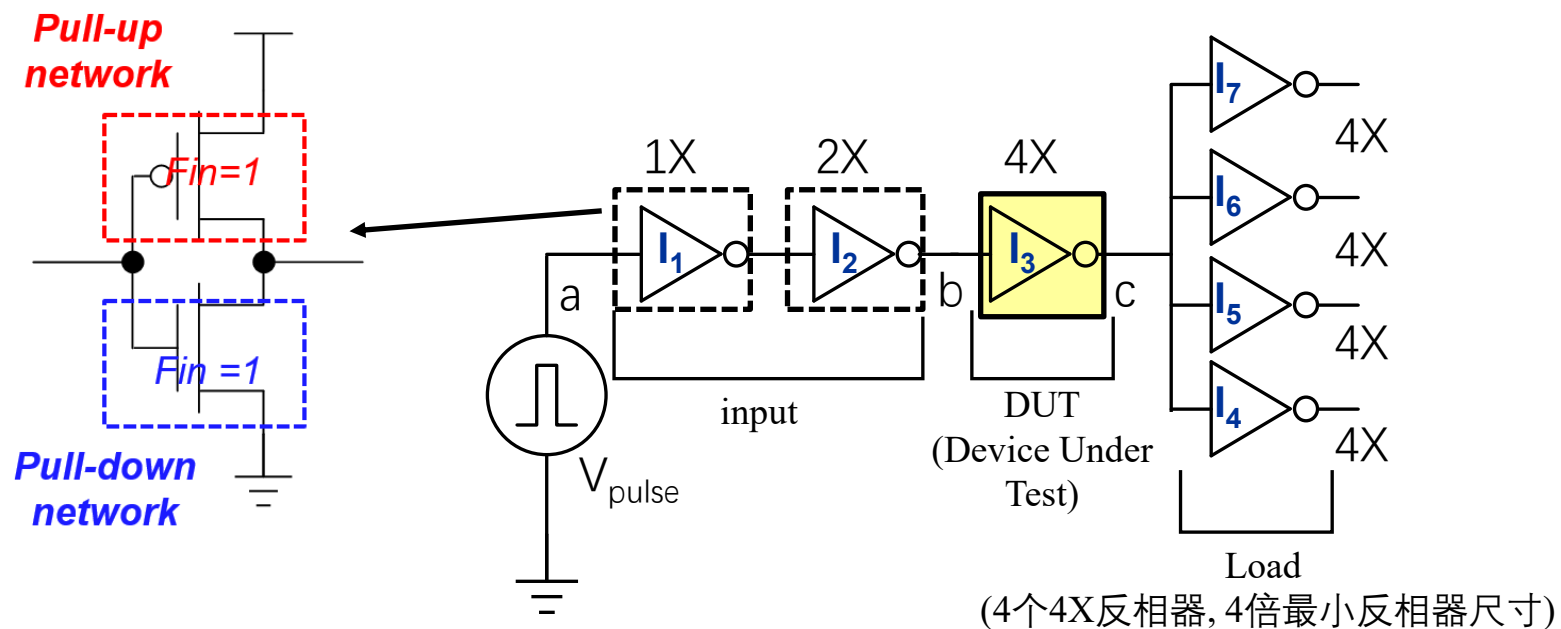 Pull-up
network
Fin=1
Fin =1
Pull-down
network
1X
2X
4X
I1
I2
I3
a
b
c
Vpulse
input
DUT
(Device Under
Test)
I7
4X
I6
4X
I5
4X
I4
4X
Load
(4个4X反相器, 4倍最小反相器尺寸)